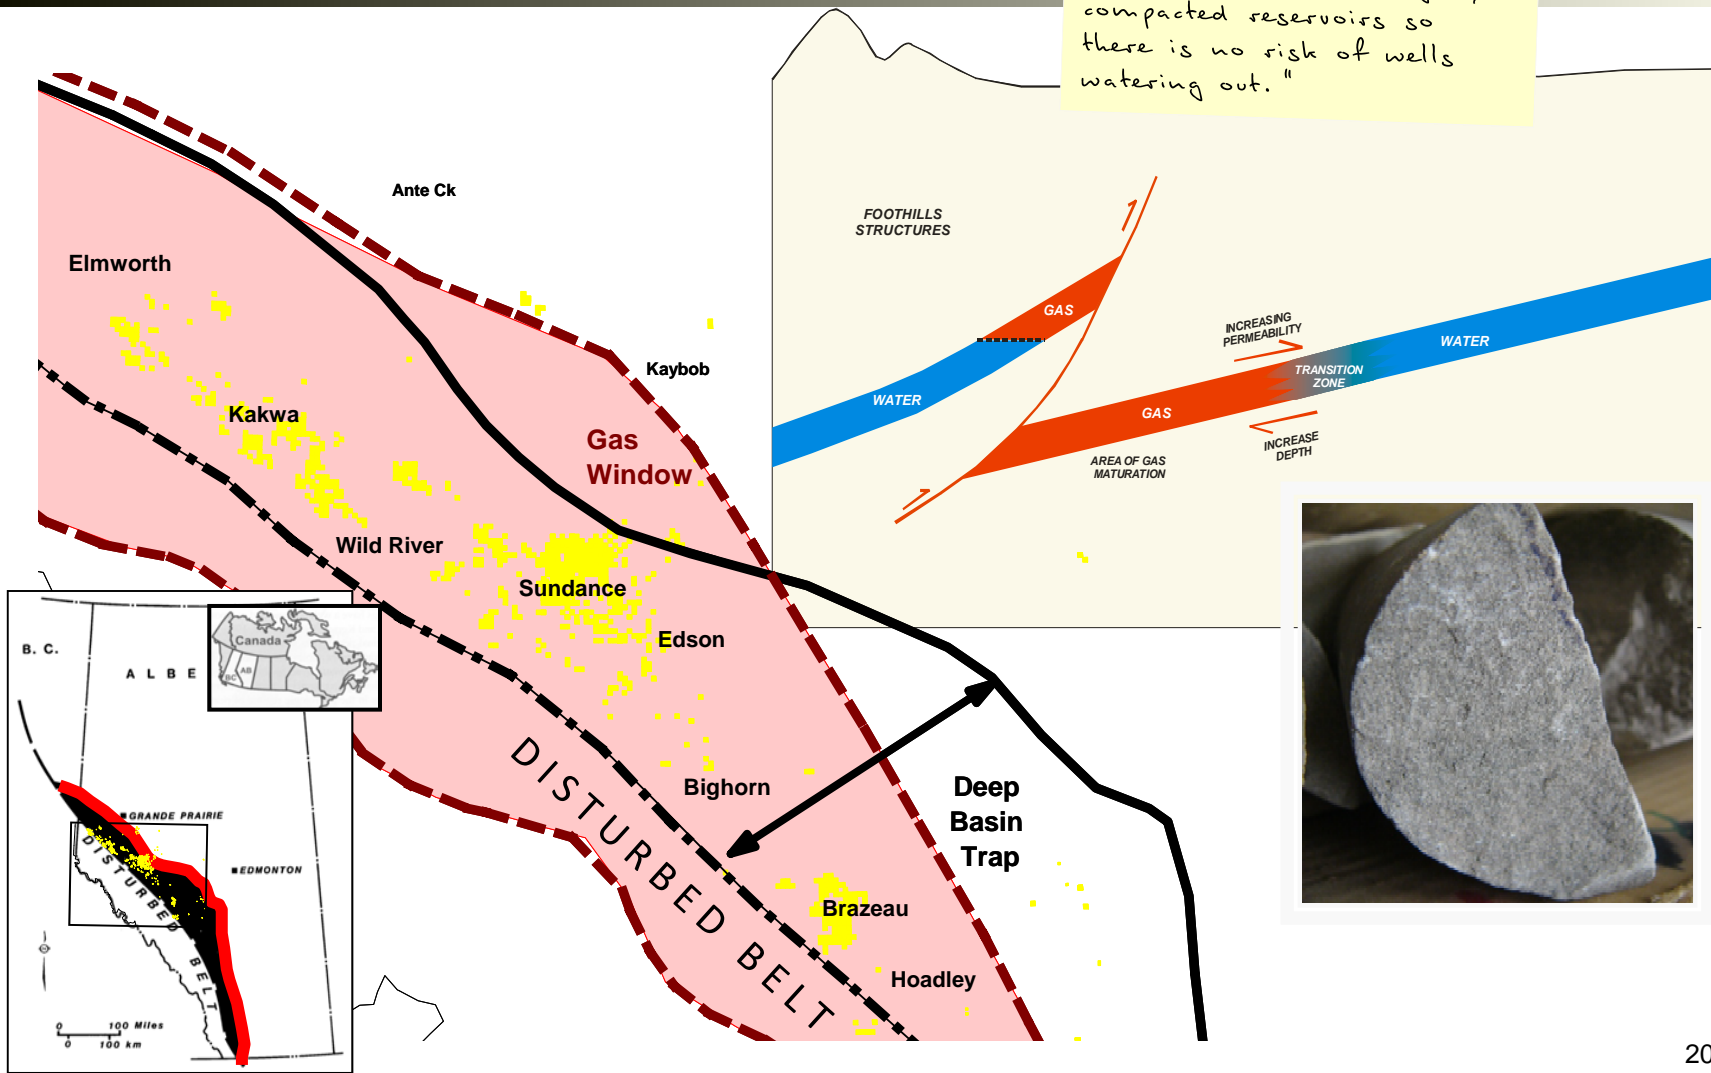 compacted reservoirs so
there is no risk of wells
watering out."
Ante Ck
FOOTHILLS
STRUCTURES
Elmworth
GAS
INCREASING
PERMEABILITY
WATER
Kaybob
TRANSITION
ZONE
WATER
Kakwa
GAS
Gas
Window
INCREASE
DEPTH
AREA OF GAS
MATURATION
Wild River
Sundance
Edson
Canada
BC
AB
B. C.
A L B E
Bighorn
Deep
Basin
Trap
DISTURBED BELT
GRANDE PRAIRIE
EDMONTON
DISTURBED BELT
Brazeau
Hoadley
0 100 Miles
0 100 km
20